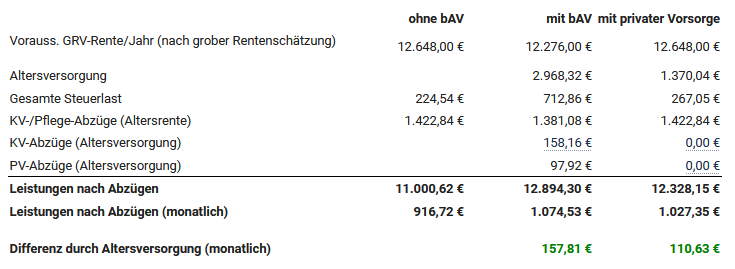 ohne bAV mit bAV mit privater Vorsorge
Vorauss. GRV-Rente/Jahr (nach grober Rentenschätzung) 12.648,00 € 12.276,00 € 12.648,00 €
Altersversorgung 2.968,32 € 1.370,04 €
Gesamte Steuerlast 224,54 € 712,86 € 267,05 €
KV-/Pflege-Abzüge (Altersrente) 1.422,84 € 1.381,08 € 1.422,84 €
KV-Abzüge (Altersversorgung) 158,16 € 0,00 €
PV-Abzüge (Altersversorgung) 97,92 € 0,00 €
Leistungen nach Abzügen 11.000,62 € 12.894,30 € 12.328,15 €
Leistungen nach Abzügen (monatlich) 916,72 € 1.074,53 € 1.027,35 €
Differenz durch Altersversorgung (monatlich) 157,81 € 110,63 €